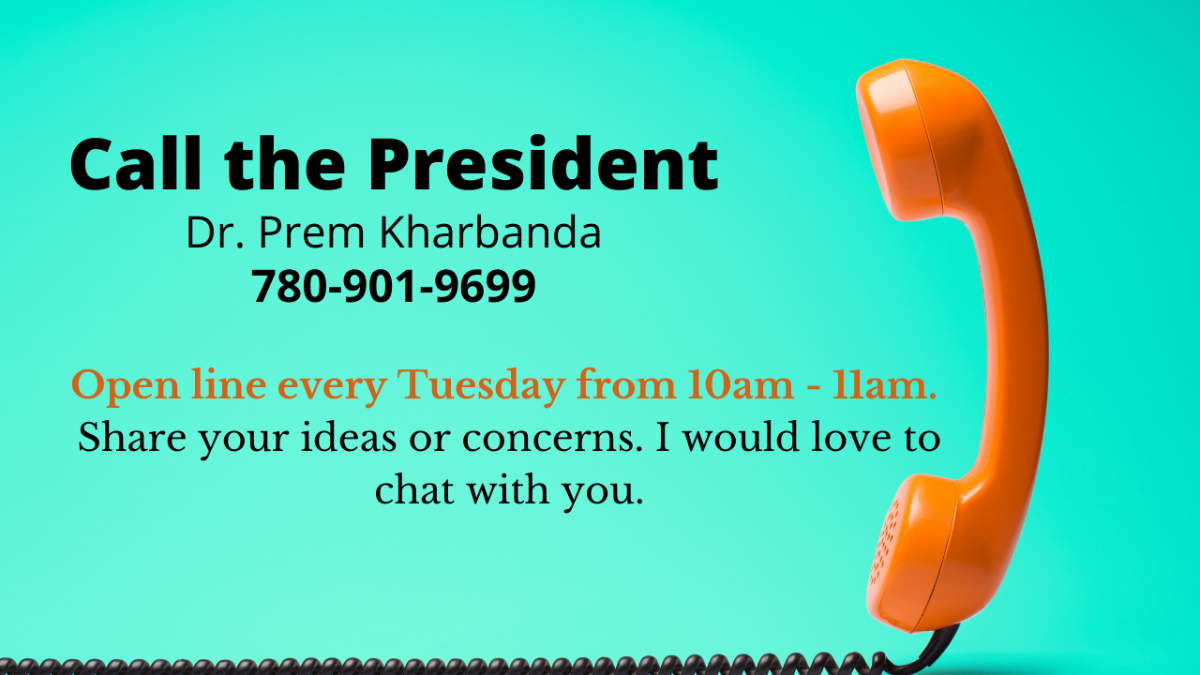 Call the President
Dr. Prem Kharbanda
780-901-9699
Open line every Tuesday from 10am - 11am.
Share your ideas or concerns. I would love to
chat with you.